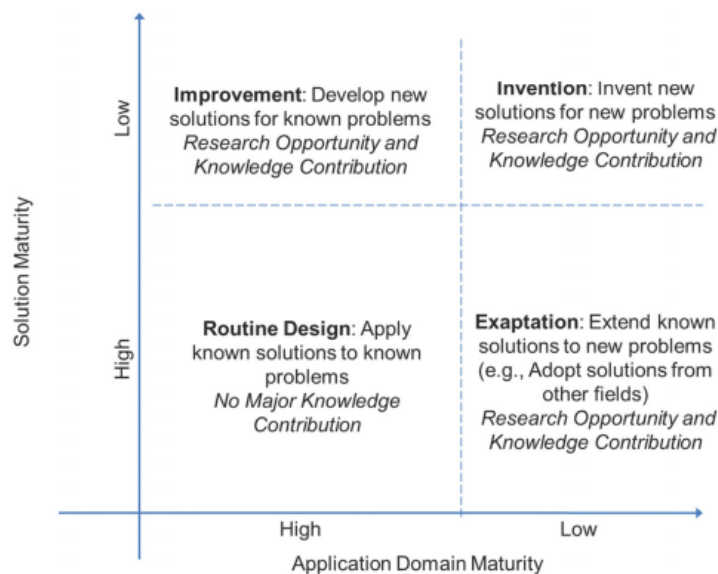 Solution Maturity
Low
High
Improvement: Develop new
solutions for known problems
Research Opportunity and
Knowledge Contribution
Invention: Invent new
solutions for new problems
Research Opportunity and
Knowledge Contribution
Routine Design: Apply
known solutions to known
problems
No Major Knowledge
Contribution
Exaptation: Extend known
solutions to new problems
(e.g., Adopt solutions from
other fields)
Research Opportunity and
Knowledge Contribution
High
Low
Application Domain Maturity